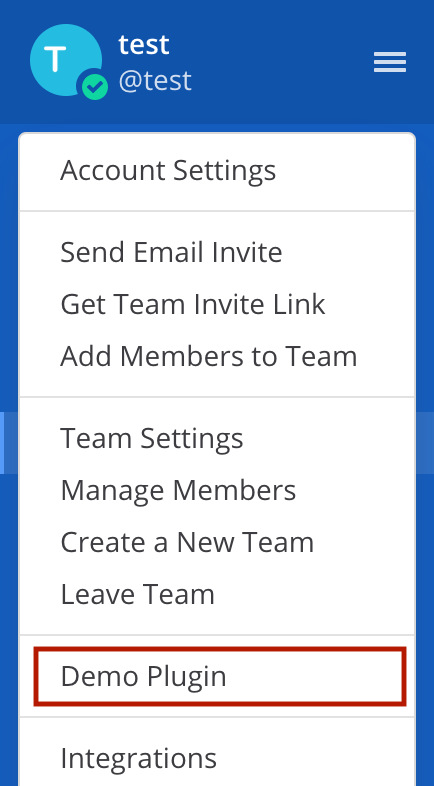 T
test
@test
Account Settings
Send Email Invite
Get Team Invite Link
Add Members to Team
Team Settings
Manage Members
Create a New Team
Leave Team
Demo Plugin
Integrations